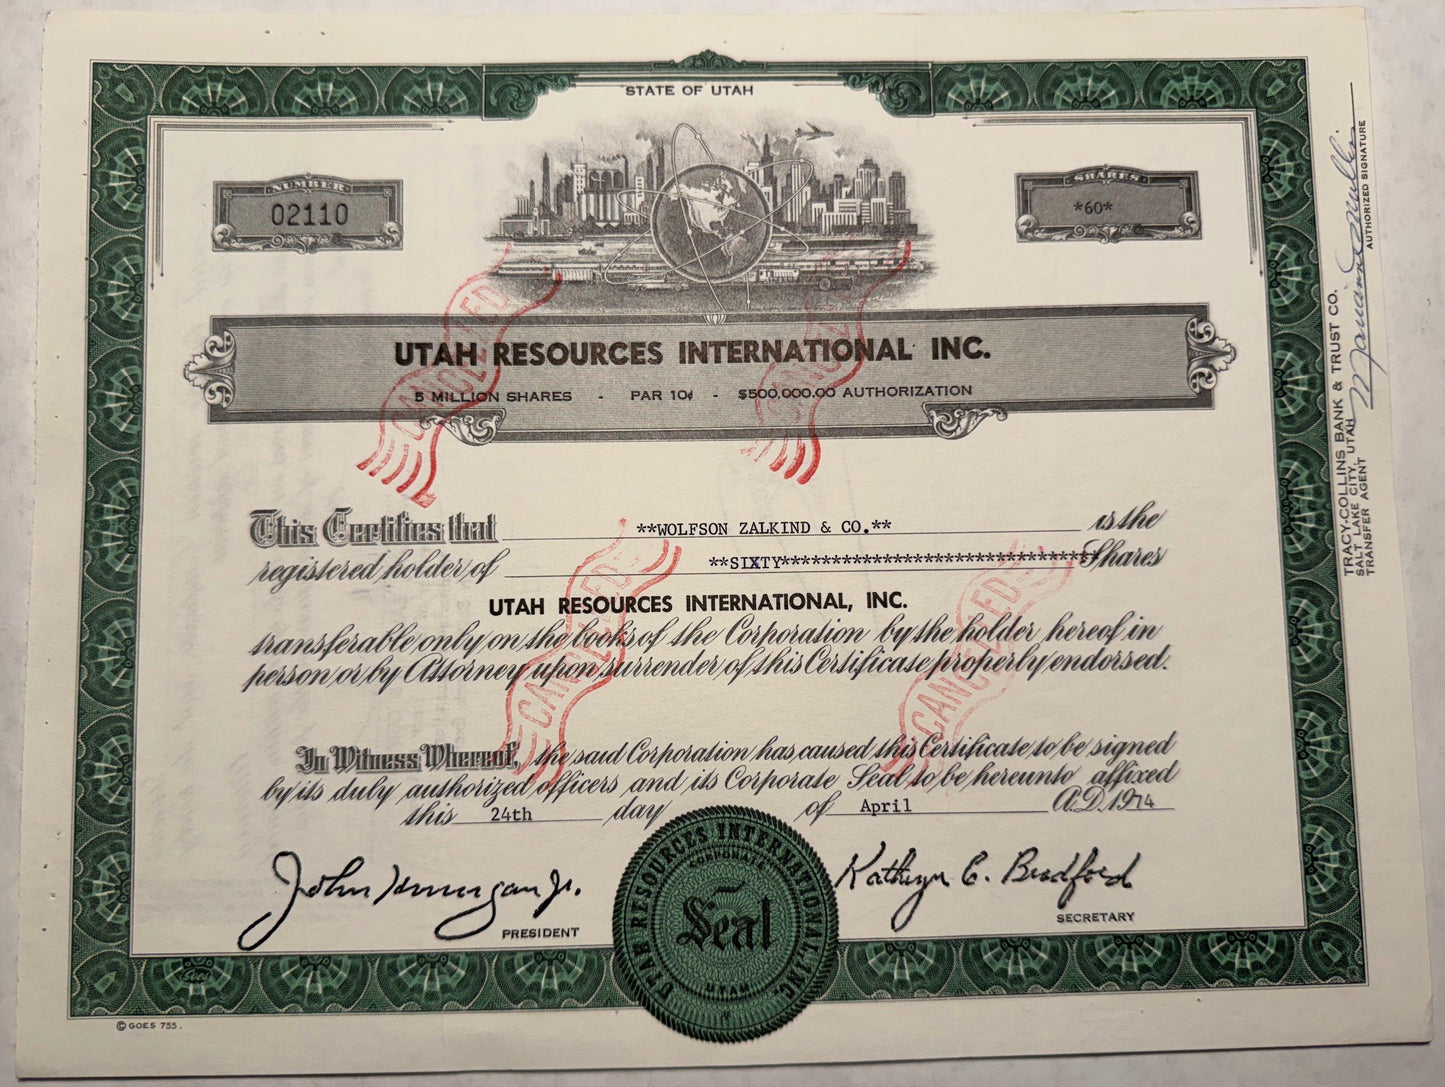 STATE OF UTAH
NUMBER
02110
SHARES
*60*
UTAH RESOURCES INTERNATIONAL INC.
5 MILLION SHARES - PAR 10¢ - $500,000.00 AUTHORIZATION
CANCELLED
CANCELLED
This Certifies that **WOLFSON ZALKIND & CO.** is the
registered holder of **SIXTY********************************** Shares
UTAH RESOURCES INTERNATIONAL, INC.
transferable only on the books of the Corporation by the holder hereof in
person or by Attorney upon surrender of this Certificate properly endorsed.
CANCELLED
CANCELLED
In Witness Whereof, the said Corporation has caused this Certificate to be signed
by its duly authorized officers and its Corporate Seal to be hereunto affixed
this 24th day of April A.D. 1974
John H. Morgan Jr.
PRESIDENT
Kathryn C. Bradford
SECRETARY
UTAH RESOURCES INTERNATIONAL, INC.
CORPORATE
Seal
UTAH
© GOES 755.
TRACY-COLLINS BANK & TRUST CO.
SALT LAKE CITY, UTAH
TRANSFER AGENT
AUTHORIZED SIGNATURE